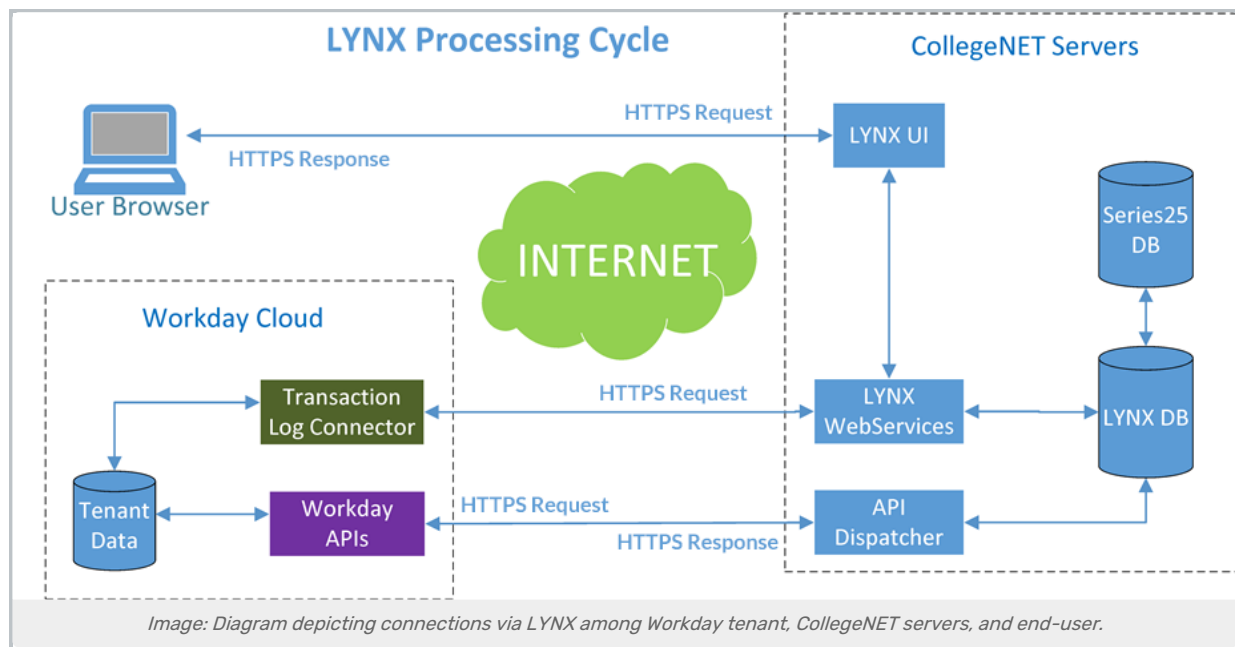 LYNX Processing Cycle
CollegeNET Servers
HTTPS Request
LYNX UI
HTTPS Response
User Browser
Series25
DB
INTERNET
Workday Cloud
Transaction
Log Connector
HTTPS Request
LYNX
WebServices
LYNX DB
Tenant
Data
Workday
APIs
HTTPS Request
HTTPS Response
API
Dispatcher
Image: Diagram depicting connections via LYNX among Workday tenant, CollegeNET servers, and end-user.